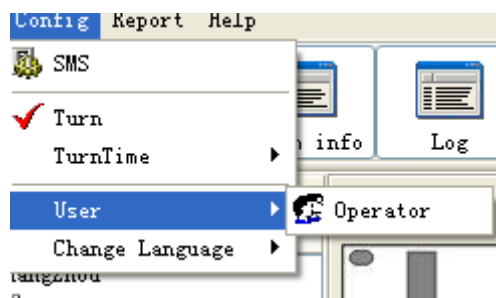 Config Report Help
SMS
Turn
info
Log
TurnTime
User
Operator
Change Language